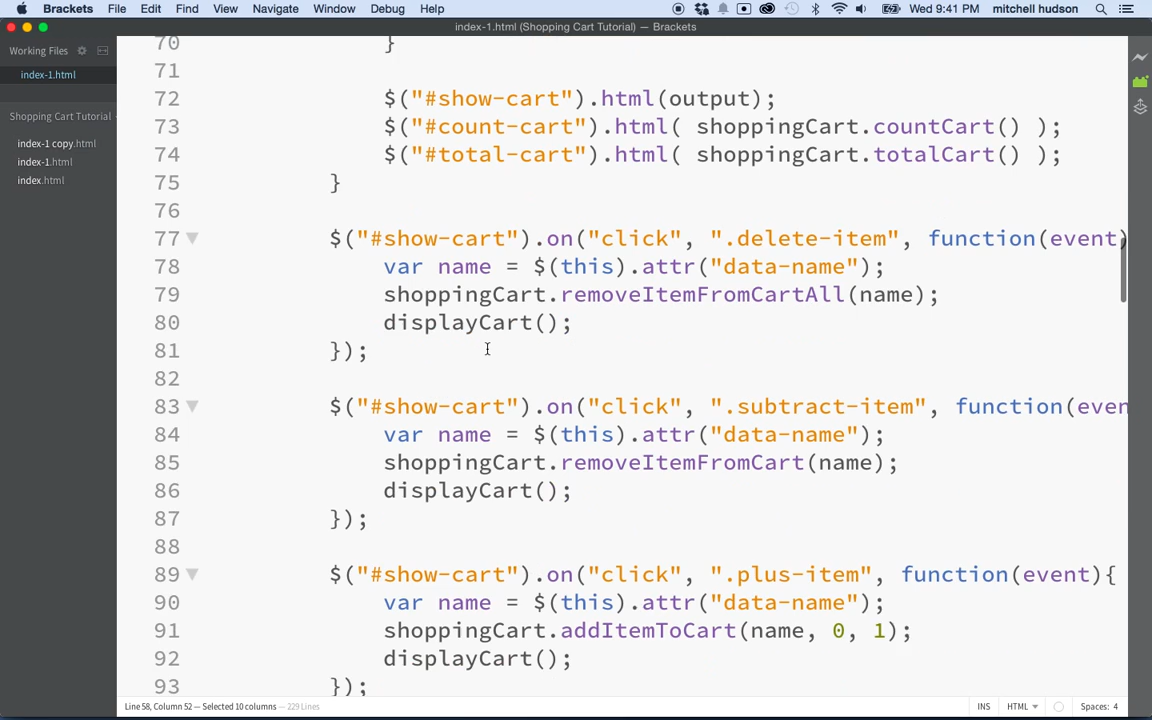 Brackets File Edit Find View Navigate Window Debug Help Wed 9:41 PM mitchell hudson
index-1.html (Shopping Cart Tutorial) — Brackets
Working Files
index-1.html
Shopping Cart Tutorial
index-1 copy.html
index-1.html
index.html
70 }
71
72 $("#show-cart").html(output);
73 $("#count-cart").html( shoppingCart.countCart() );
74 $("#total-cart").html( shoppingCart.totalCart() );
75 }
76
77 $("#show-cart").on("click", ".delete-item", function(event)
78 var name = $(this).attr("data-name");
79 shoppingCart.removeItemFromCartAll(name);
80 displayCart();
81 });
82
83 $("#show-cart").on("click", ".subtract-item", function(even
84 var name = $(this).attr("data-name");
85 shoppingCart.removeItemFromCart(name);
86 displayCart();
87 });
88
89 $("#show-cart").on("click", ".plus-item", function(event){
90 var name = $(this).attr("data-name");
91 shoppingCart.addItemToCart(name, 0, 1);
92 displayCart();
93 });
Line 58, Column 52 — Selected 10 columns — 229 Lines INS HTML Spaces: 4